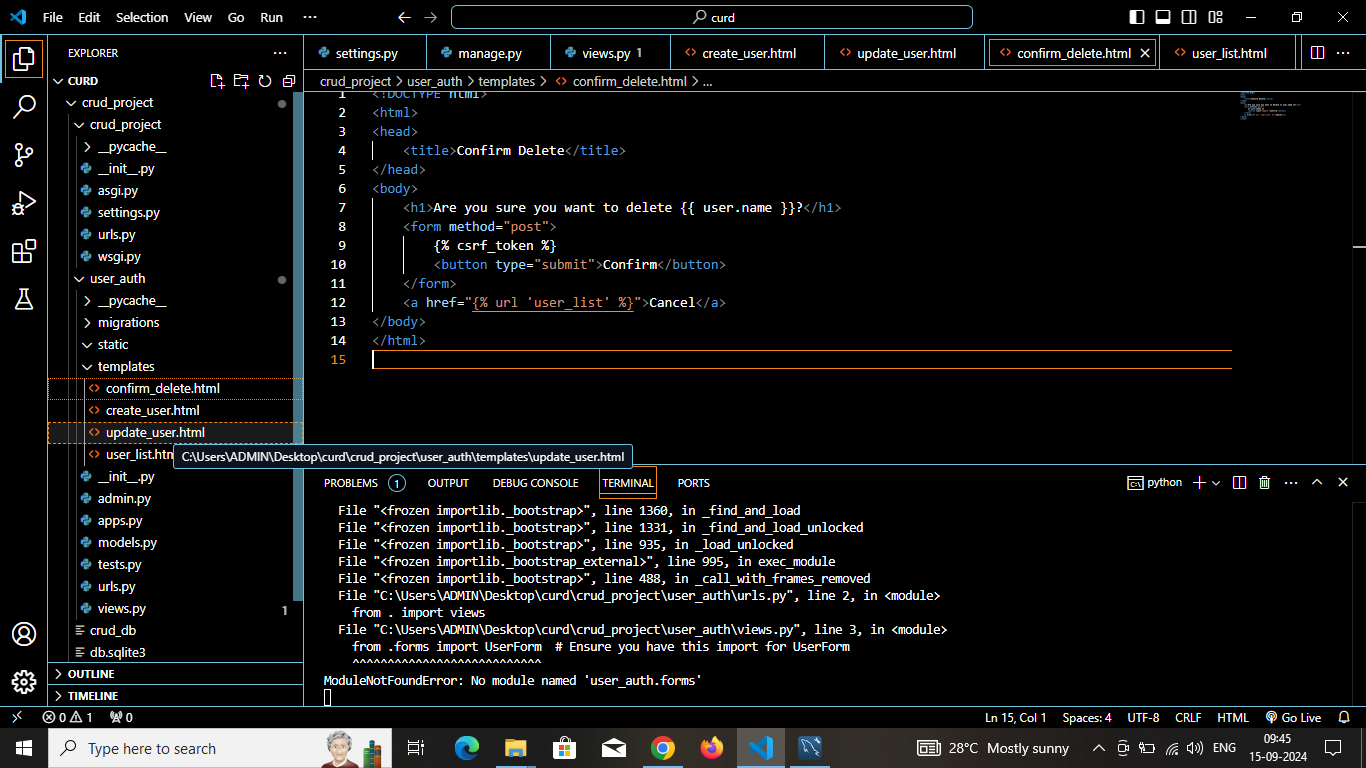 File Edit Selection View Go Run ··· curd
EXPLORER ···
settings.py manage.py views.py 1 create_user.html update_user.html confirm_delete.html user_list.html ···
CURD
crud_project > user_auth > templates > confirm_delete.html > ...
crud_project
crud_project
__pycache__
__init__.py
asgi.py
settings.py
urls.py
wsgi.py
user_auth
__pycache__
migrations
static
templates
confirm_delete.html
create_user.html
update_user.html
user_list.htm
__init__.py
admin.py
apps.py
models.py
tests.py
urls.py
views.py 1
crud_db
db.sqlite3
OUTLINE
TIMELINE
1 <!DOCTYPE html>
2 <html>
3 <head>
4 <title>Confirm Delete</title>
5 </head>
6 <body>
7 <h1>Are you sure you want to delete {{ user.name }}?</h1>
8 <form method="post">
9 {% csrf_token %}
10 <button type="submit">Confirm</button>
11 </form>
12 <a href="{% url 'user_list' %}">Cancel</a>
13 </body>
14 </html>
15
C:\Users\ADMIN\Desktop\curd\crud_project\user_auth\templates\update_user.html
PROBLEMS 1 OUTPUT DEBUG CONSOLE TERMINAL PORTS python ···
File "<frozen importlib._bootstrap>", line 1360, in _find_and_load
File "<frozen importlib._bootstrap>", line 1331, in _find_and_load_unlocked
File "<frozen importlib._bootstrap>", line 935, in _load_unlocked
File "<frozen importlib._bootstrap_external>", line 995, in exec_module
File "<frozen importlib._bootstrap>", line 488, in _call_with_frames_removed
File "C:\Users\ADMIN\Desktop\curd\crud_project\user_auth\urls.py", line 2, in <module>
from . import views
File "C:\Users\ADMIN\Desktop\curd\crud_project\user_auth\views.py", line 3, in <module>
from .forms import UserForm # Ensure you have this import for UserForm
^^^^^^^^^^^^^^^^^^^^^^^^^^^
ModuleNotFoundError: No module named 'user_auth.forms'
0 1 0 Ln 15, Col 1 Spaces: 4 UTF-8 CRLF HTML Go Live
Type here to search 28°C Mostly sunny ENG 09:45
15-09-2024